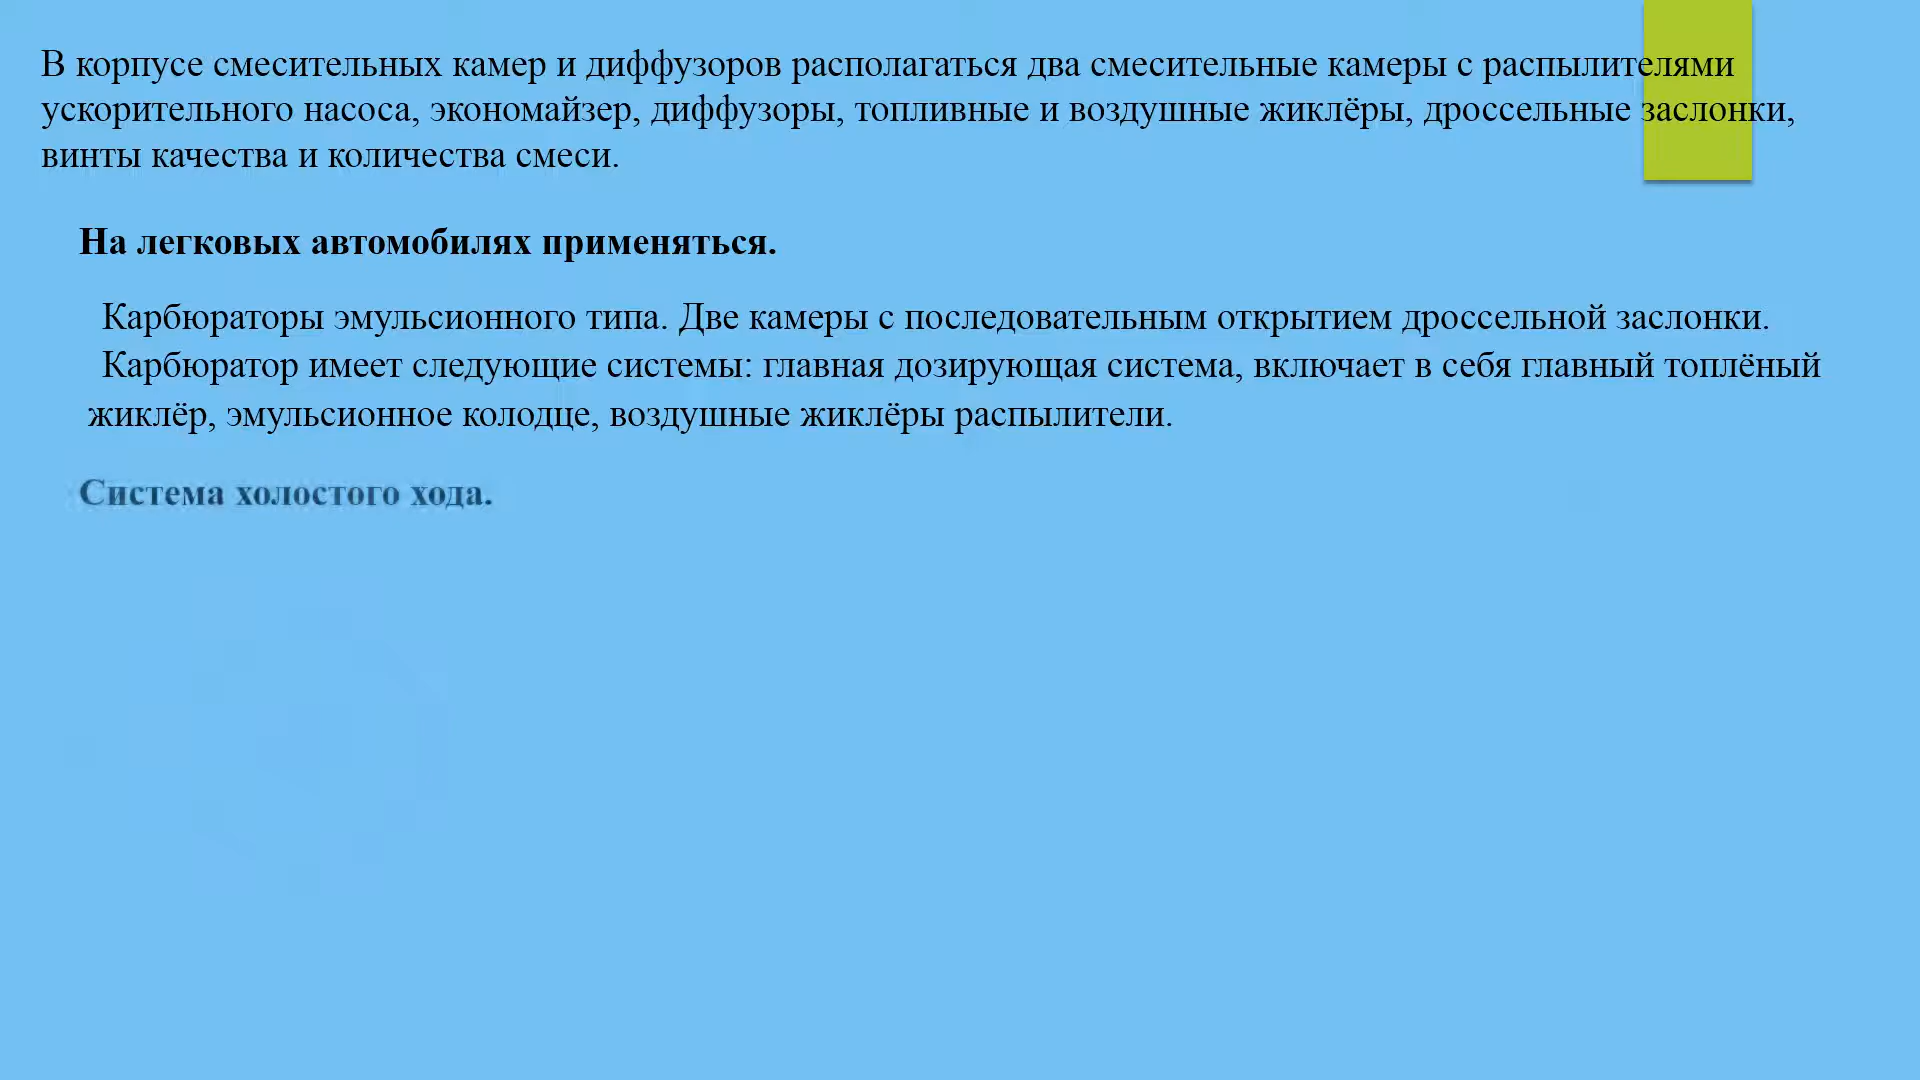 В корпусе смесительных камер и диффузоров располагаться два смесительные камеры с распылителями
ускорительного насоса, экономайзер, диффузоры, топливные и воздушные жиклёры, дроссельные заслонки,
винты качества и количества смеси.
На легковых автомобилях применяться.
Карбюраторы эмульсионного типа. Две камеры с последовательным открытием дроссельной заслонки.
Карбюратор имеет следующие системы: главная дозирующая система, включает в себя главный топлёный
жиклёр, эмульсионное колодце, воздушные жиклёры распылители.
Система холостого хода.